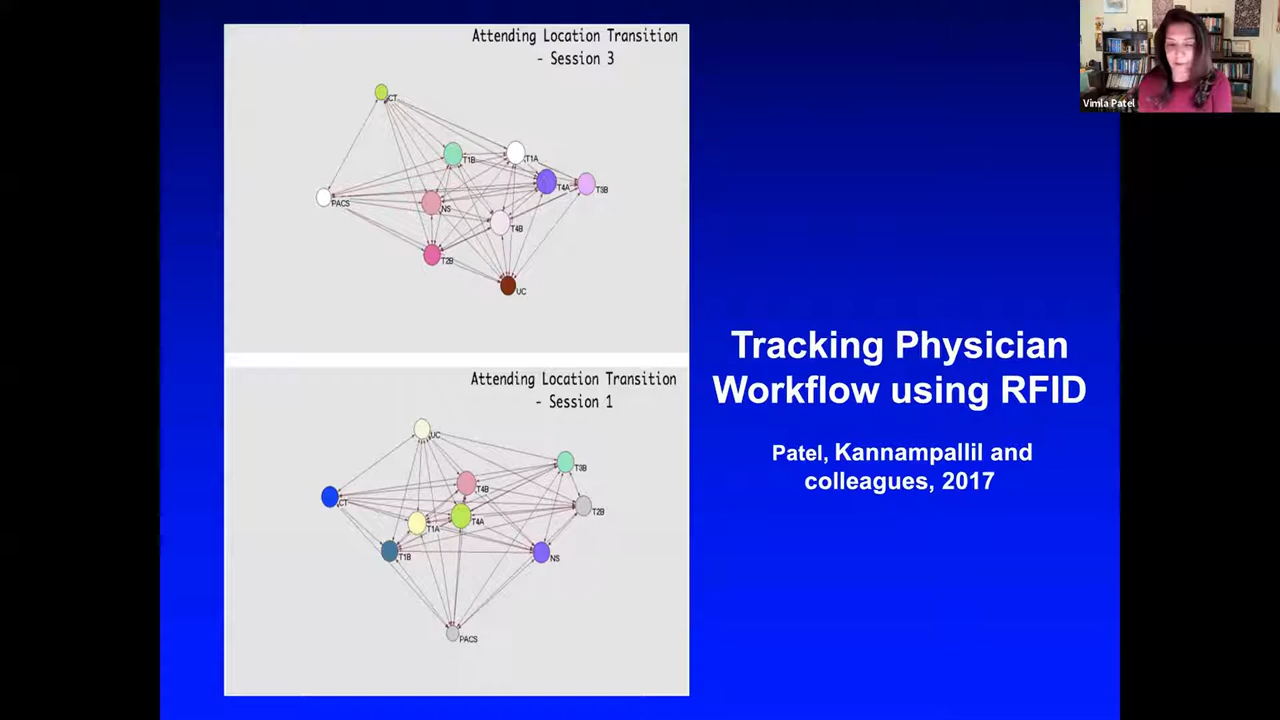 Attending Location Transition
- Session 3
CT
T1B
T1A
T4A
T3B
PACS
NS
T4B
T2B
UC
Attending Location Transition
- Session 1
UC
T3B
T4B
CT
T2B
T1A
T4A
T1B
NS
PACS
Tracking Physician
Workflow using RFID
Patel, Kannampallil and
colleagues, 2017
Vimla Patel